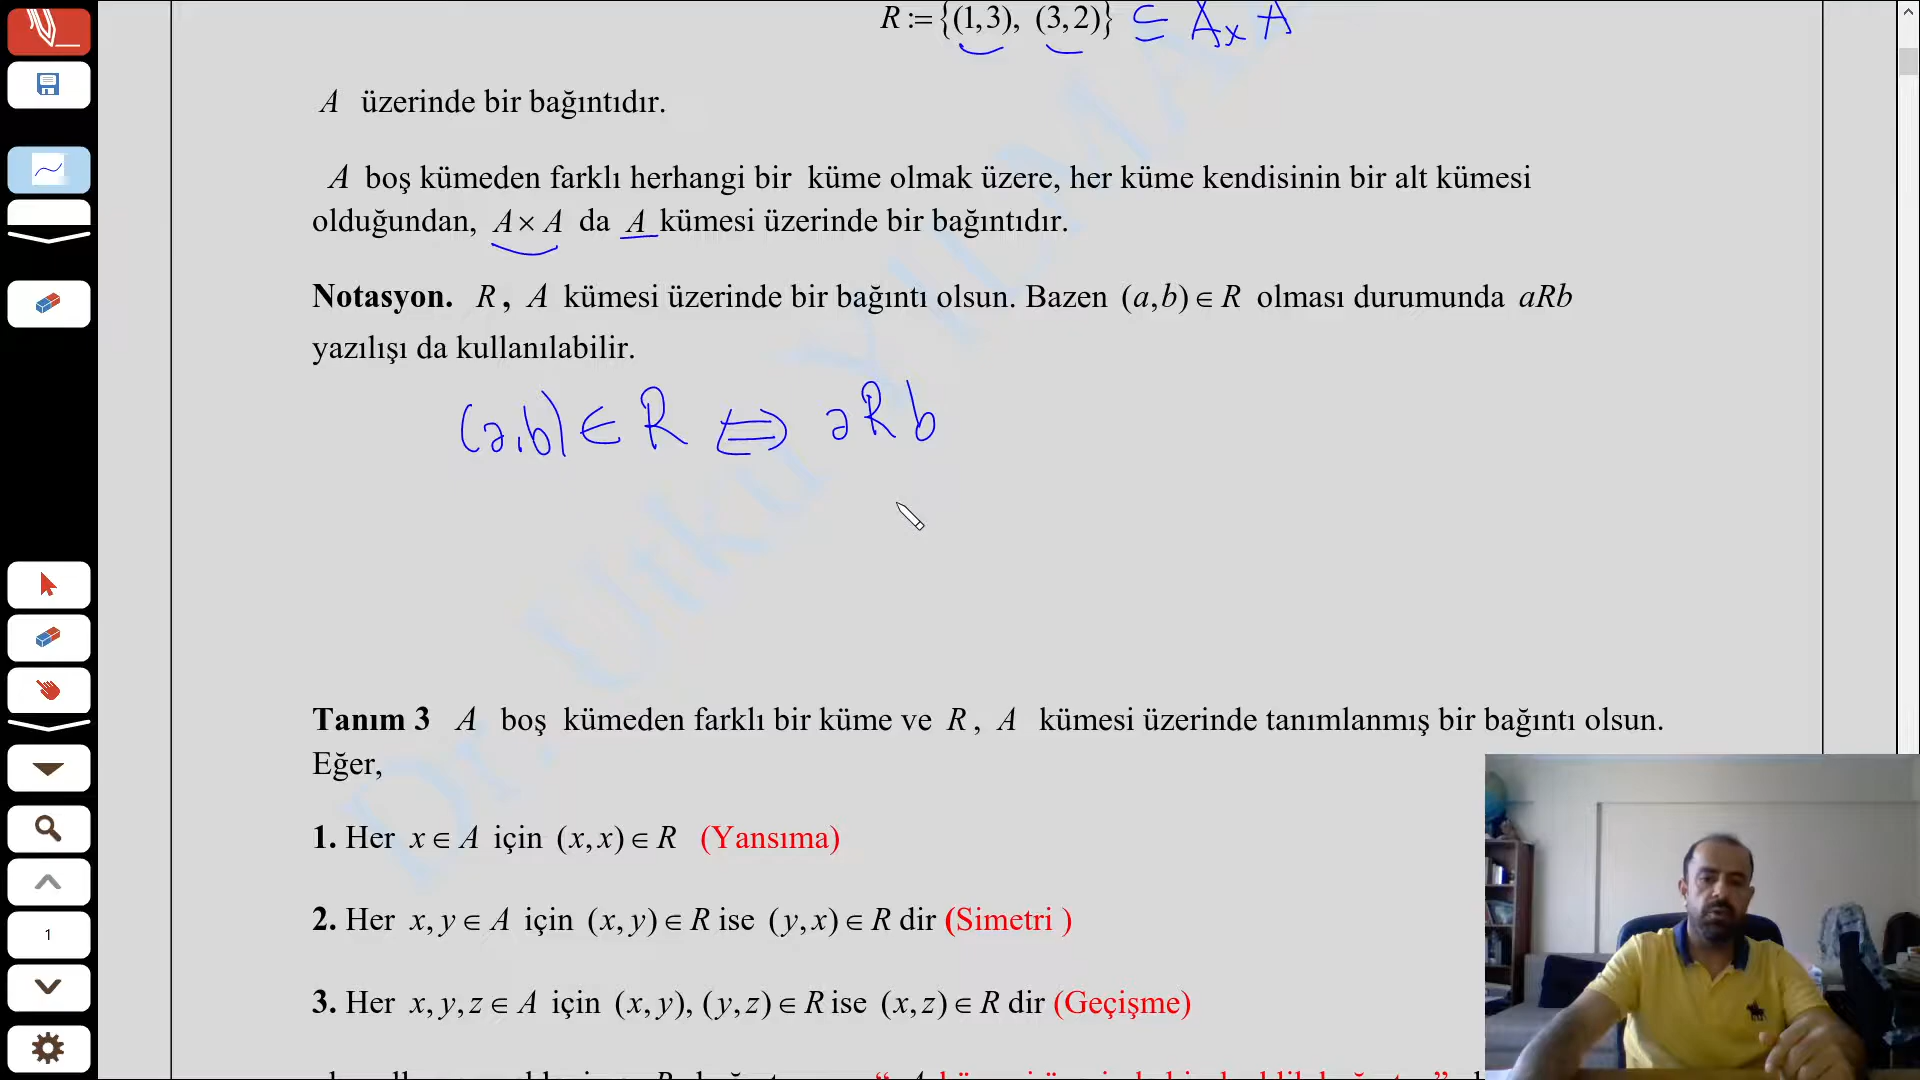 R := {(1,3), (3,2)} ⊆ A x A
A üzerinde bir bağıntıdır.
A boş kümeden farklı herhangi bir küme olmak üzere, her küme kendisinin bir alt kümesi
olduğundan, A × A da A kümesi üzerinde bir bağıntıdır.
Notasyon. R, A kümesi üzerinde bir bağıntı olsun. Bazen (a,b) ∈ R olması durumunda aRb
yazılışı da kullanılabilir.
(a,b) ∈ R ⇔ aRb
Tanım 3 A boş kümeden farklı bir küme ve R, A kümesi üzerinde tanımlanmış bir bağıntı olsun.
Eğer,
1. Her x ∈ A için (x,x) ∈ R (Yansıma)
2. Her x, y ∈ A için (x, y) ∈ R ise (y,x) ∈ R dir (Simetri )
3. Her x, y, z ∈ A için (x, y), (y,z) ∈ R ise (x,z) ∈ R dir (Geçişme)
Dr. Utku YILMAZ
1